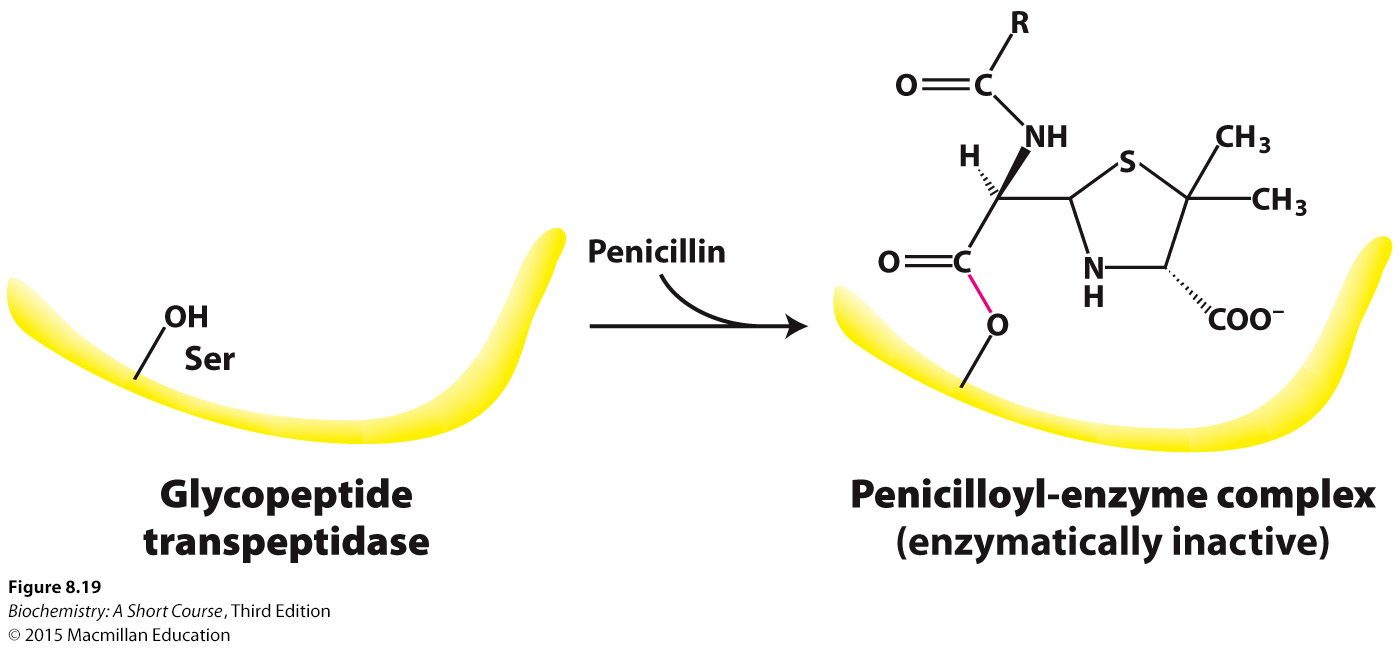 R
O
C
NH
H
S
CH3
CH3
Penicillin
O
C
N
H
COO−
OH
Ser
O
Glycopeptide
transpeptidase
Penicilloyl-enzyme complex
(enzymatically inactive)
Figure 8.19
Biochemistry: A Short Course, Third Edition
© 2015 Macmillan Education